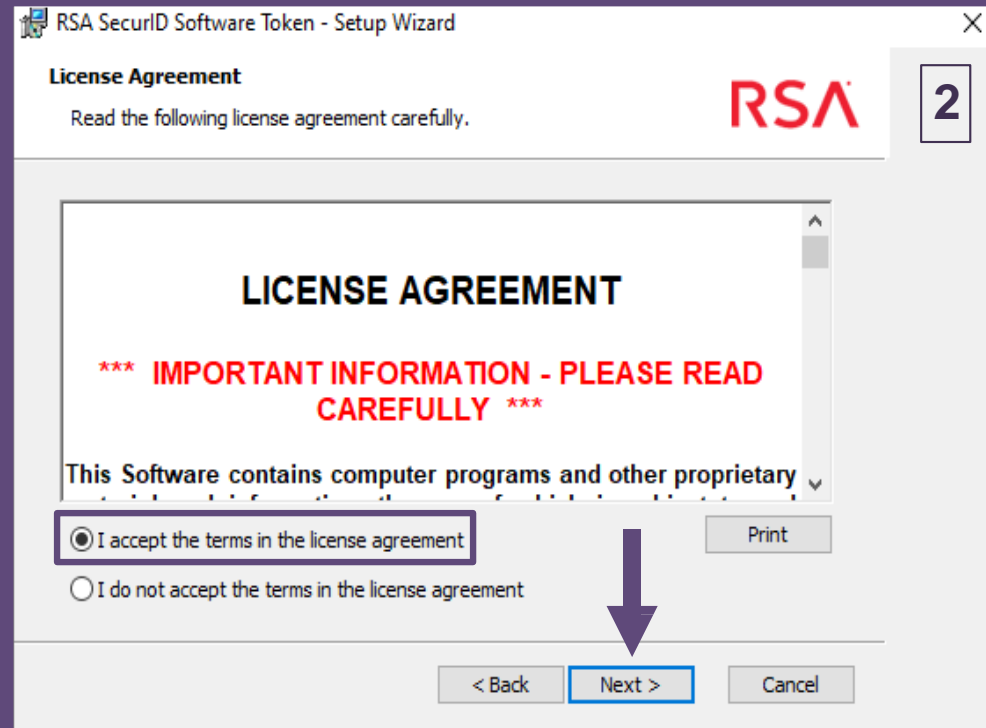 RSA SecurID Software Token - Setup Wizard
License Agreement
Read the following license agreement carefully.
RSA
2
LICENSE AGREEMENT
*** IMPORTANT INFORMATION - PLEASE READ
CAREFULLY ***
This Software contains computer programs and other proprietary
I accept the terms in the license agreement
Print
I do not accept the terms in the license agreement
< Back
Next >
Cancel